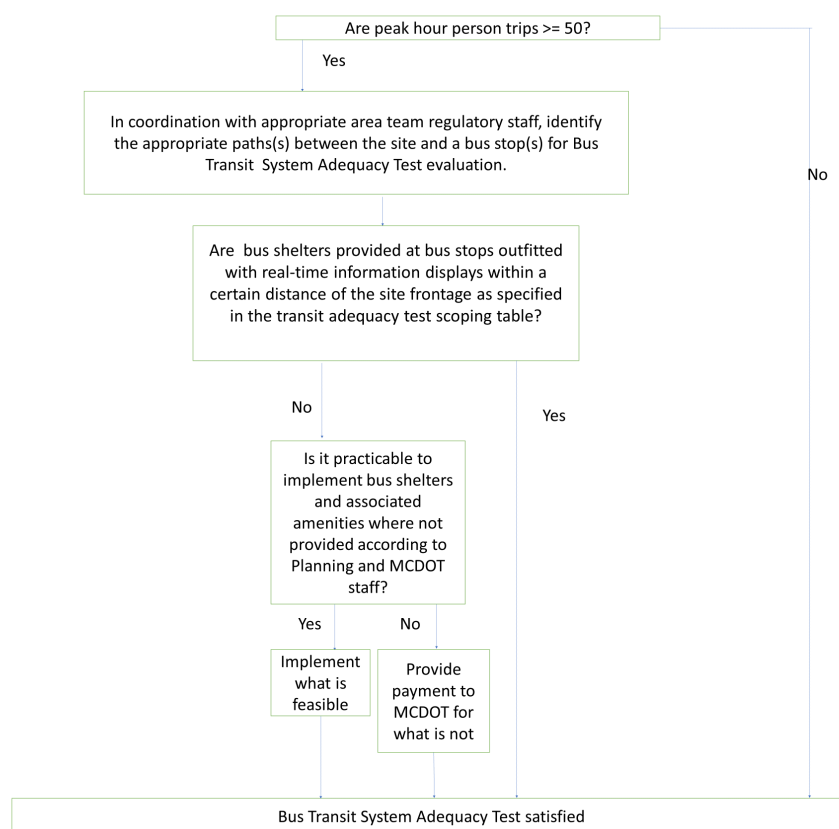 Are peak hour person trips >= 50?
Yes
In coordination with appropriate area team regulatory staff, identify
the appropriate paths(s) between the site and a bus stop(s) for Bus
Transit System Adequacy Test evaluation.
No
Are bus shelters provided at bus stops outfitted
with real-time information displays within a
certain distance of the site frontage as specified
in the transit adequacy test scoping table?
No
Yes
Is it practicable to
implement bus shelters
and associated
amenities where not
provided according to
Planning and MCDOT
staff?
Yes
No
Implement
what is
feasible
Provide
payment to
MCDOT for
what is not
Bus Transit System Adequacy Test satisfied